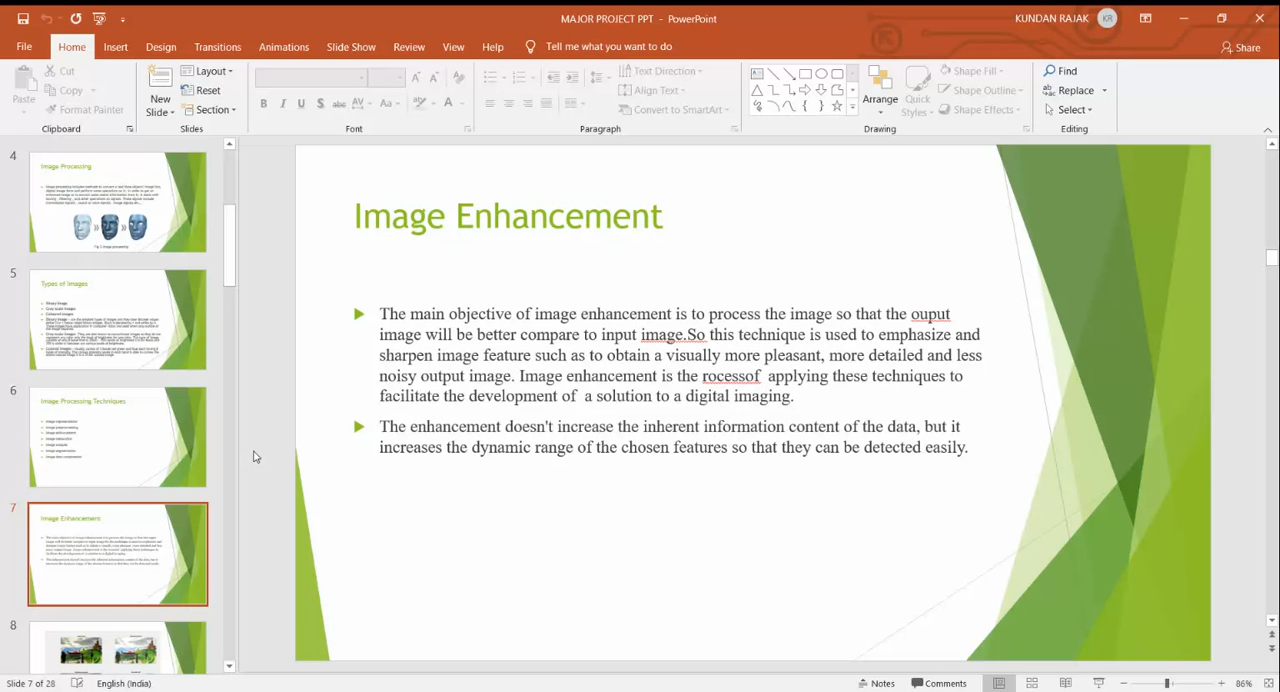 MAJOR PROJECT PPT - PowerPoint
KUNDAN RAJAK
KR
File
Home
Insert
Design
Transitions
Animations
Slide Show
Review
View
Help
Tell me what you want to do
Share
Paste
Cut
Copy
Format Painter
Clipboard
New Slide
Layout
Reset
Section
Slides
B I U S abc AV Aa A
Font
Text Direction
Align Text
Convert to SmartArt
Paragraph
Arrange
Quick Styles
Shape Fill
Shape Outline
Shape Effects
Drawing
Find
Replace
Select
Editing
4
Image Processing
5
Types of Images
6
Image Processing Techniques
7
Image Enhancement
8
Image Enhancement
The main objective of image enhancement is to process the image so that the ouput
image will be better compare to input image.So this technique is used to emphasize and
sharpen image feature such as to obtain a visually more pleasant, more detailed and less
noisy output image. Image enhancement is the rocessof applying these techniques to
facilitate the development of a solution to a digital imaging.
The enhancement doesn't increase the inherent information content of the data, but it
increases the dynamic range of the chosen features so that they can be detected easily.
Slide 7 of 28
English (India)
Notes
Comments
86%